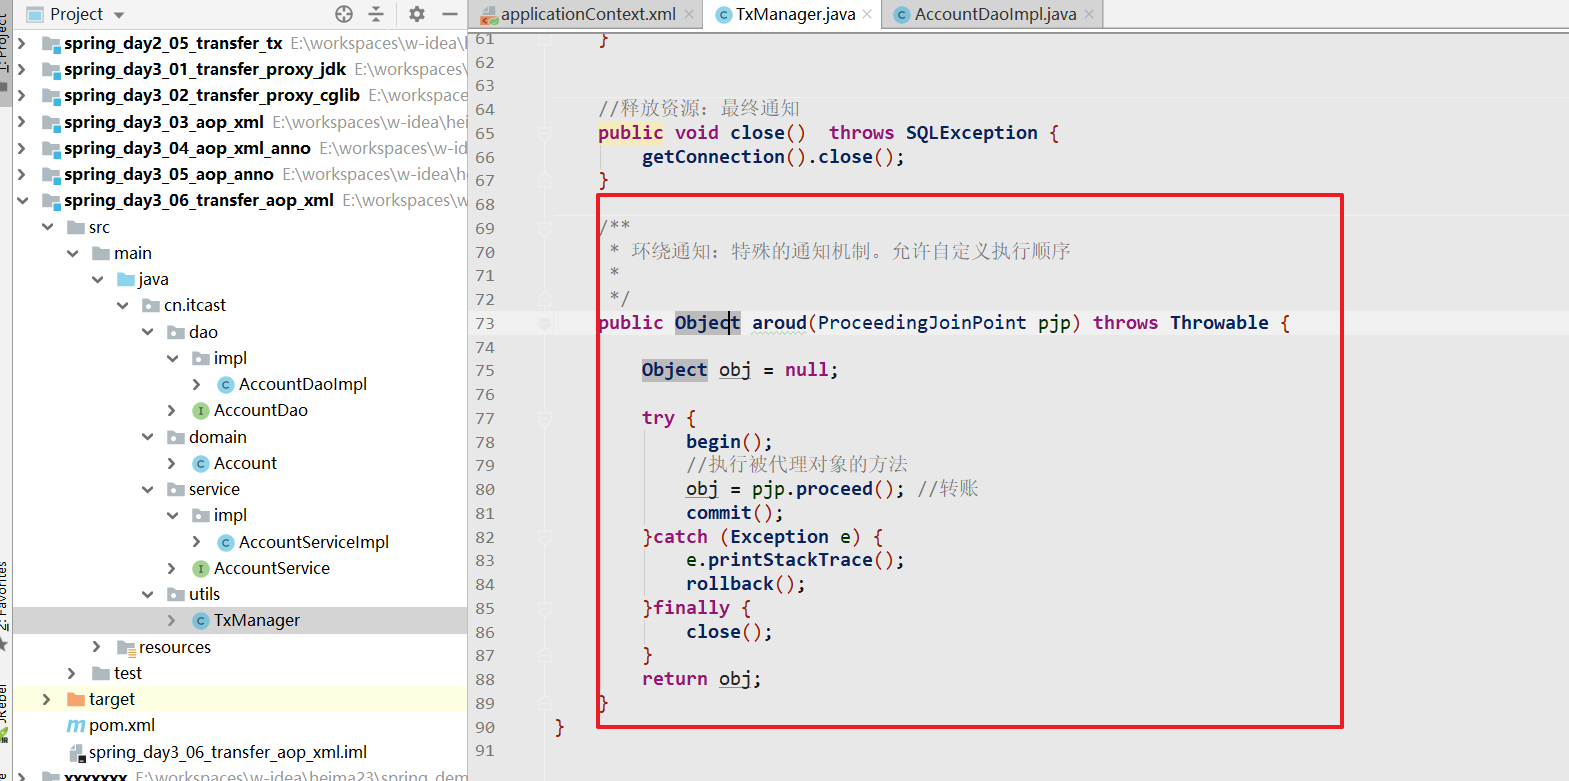 Project
applicationContext.xml
TxManager.java
AccountDaoImpl.java
spring_day2_05_transfer_tx E:\workspaces\w-idea\
spring_day3_01_transfer_proxy_jdk E:\workspaces\
spring_day3_02_transfer_proxy_cglib E:\workspace
spring_day3_03_aop_xml E:\workspaces\w-idea\hei
spring_day3_04_aop_xml_anno E:\workspaces\w-id
spring_day3_05_aop_anno E:\workspaces\w-idea\h
spring_day3_06_transfer_aop_xml E:\workspaces\w
src
main
java
cn.itcast
dao
impl
AccountDaoImpl
AccountDao
domain
Account
service
impl
AccountServiceImpl
AccountService
utils
TxManager
resources
test
target
pom.xml
spring_day3_06_transfer_aop_xml.iml
xxxxxxx E:\workspaces\w-idea\heima23\spring_dem
61 }
62
63
64 //释放资源：最终通知
65 public void close() throws SQLException {
66 getConnection().close();
67 }
68
69 /**
70 * 环绕通知：特殊的通知机制。允许自定义执行顺序
71 *
72 */
73 public Object aroud(ProceedingJoinPoint pjp) throws Throwable {
74
75 Object obj = null;
76
77 try {
78 begin();
79 //执行被代理对象的方法
80 obj = pjp.proceed(); //转账
81 commit();
82 }catch (Exception e) {
83 e.printStackTrace();
84 rollback();
85 }finally {
86 close();
87 }
88 return obj;
89 }
90 }
91